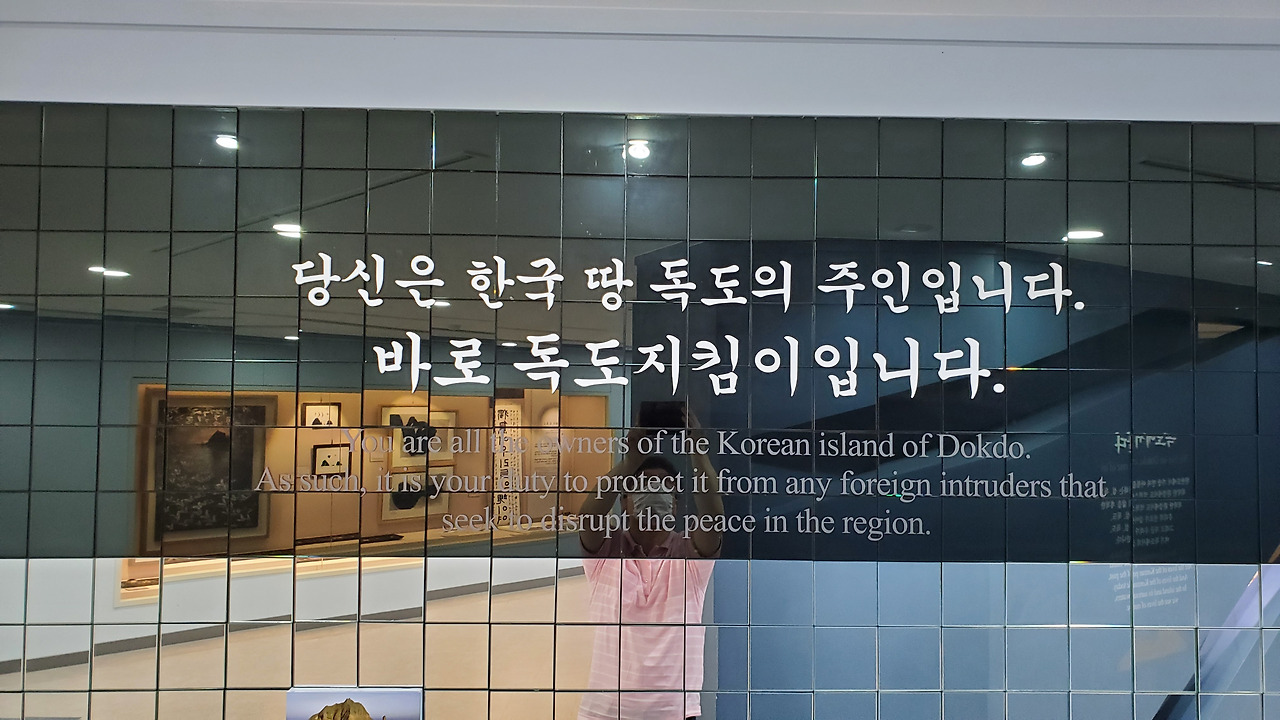 당신은 한국 땅 독도의 주인입니다.
바로 독도지킴이입니다.
You are all the owners of the Korean island of Dokdo.
As such, it is your duty to protect it from any foreign intruders that
seek to disrupt the peace in the region.